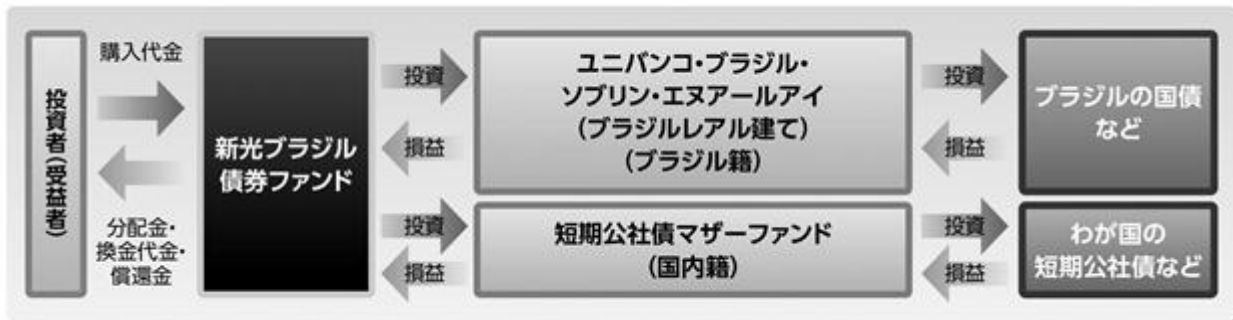 購入代金
投資者(受益者)
分配金・
換金代金・
償還金
新光ブラジル
債券ファンド
投資
損益
ユニバンコ・ブラジル・
ソブリン・エヌアールアイ
(ブラジルレアル建て)
(ブラジル籍)
投資
損益
ブラジルの国債
など
投資
損益
短期公社債マザーファンド
(国内籍)
投資
損益
わが国の
短期公社債など